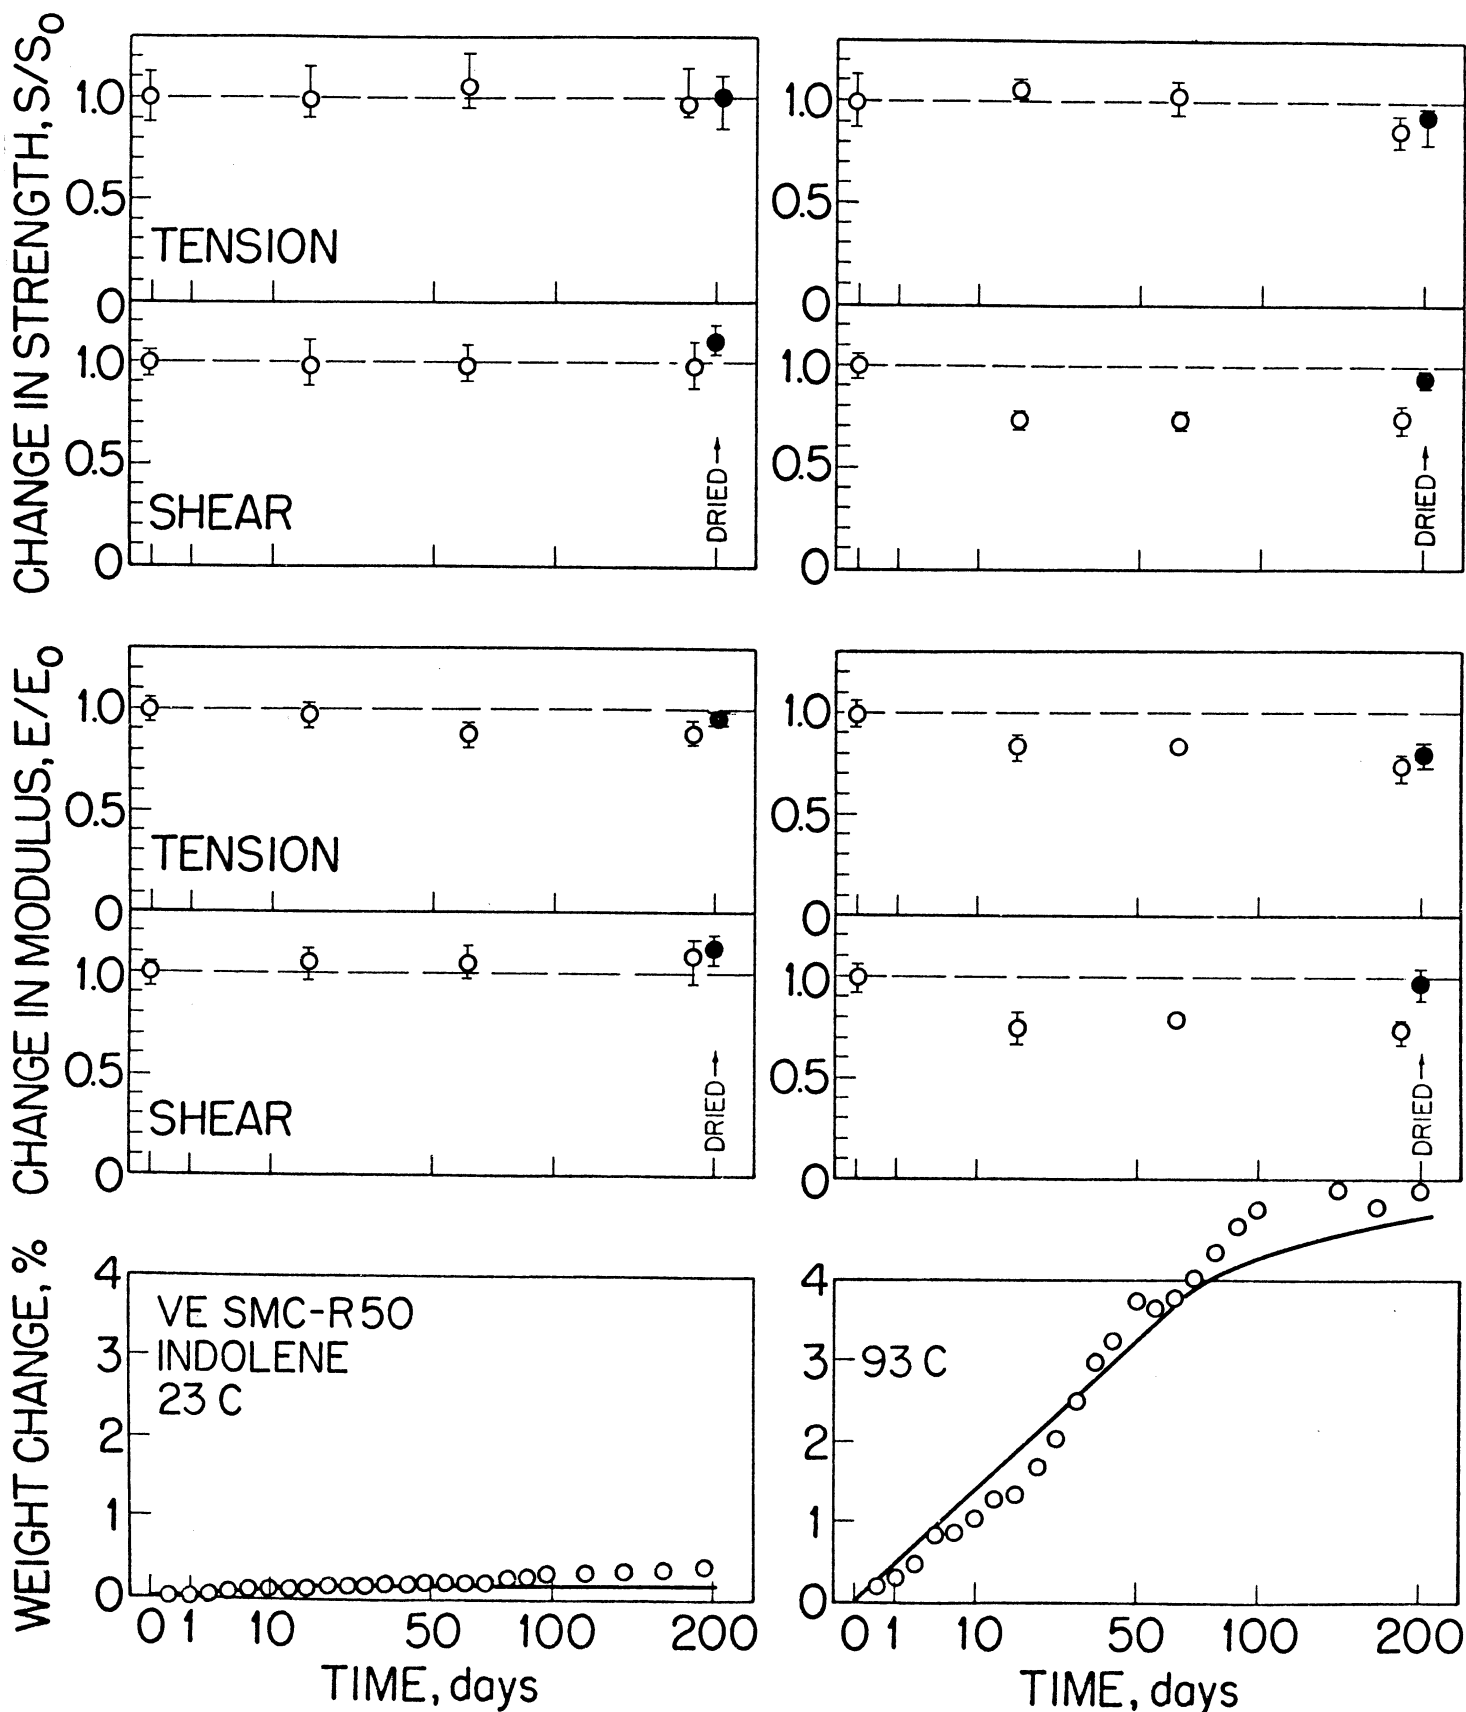 CHANGE IN STRENGTH, S/S0
1.0
0.5
TENSION
0
1.0
0.5
SHEAR
0
DRIED
1.0
0.5
0
1.0
0.5
0
DRIED
CHANGE IN MODULUS, E/E0
1.0
0.5
TENSION
0
1.0
0.5
SHEAR
0
DRIED
1.0
0.5
0
1.0
0.5
0
DRIED
WEIGHT CHANGE, %
4
3
2
1
0
VE SMC-R50
INDOLENE
23 C
0 1 10 50 100 200
TIME, days
4
3
2
1
0
93 C
0 1 10 50 100 200
TIME, days